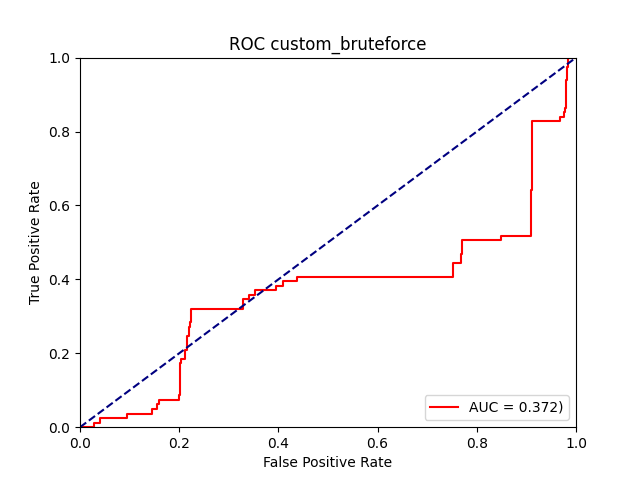 ROC custom_bruteforce
1.0
0.8
0.6
0.4
0.2
0.0
True Positive Rate
AUC = 0.372)
0.0 0.2 0.4 0.6 0.8 1.0
False Positive Rate